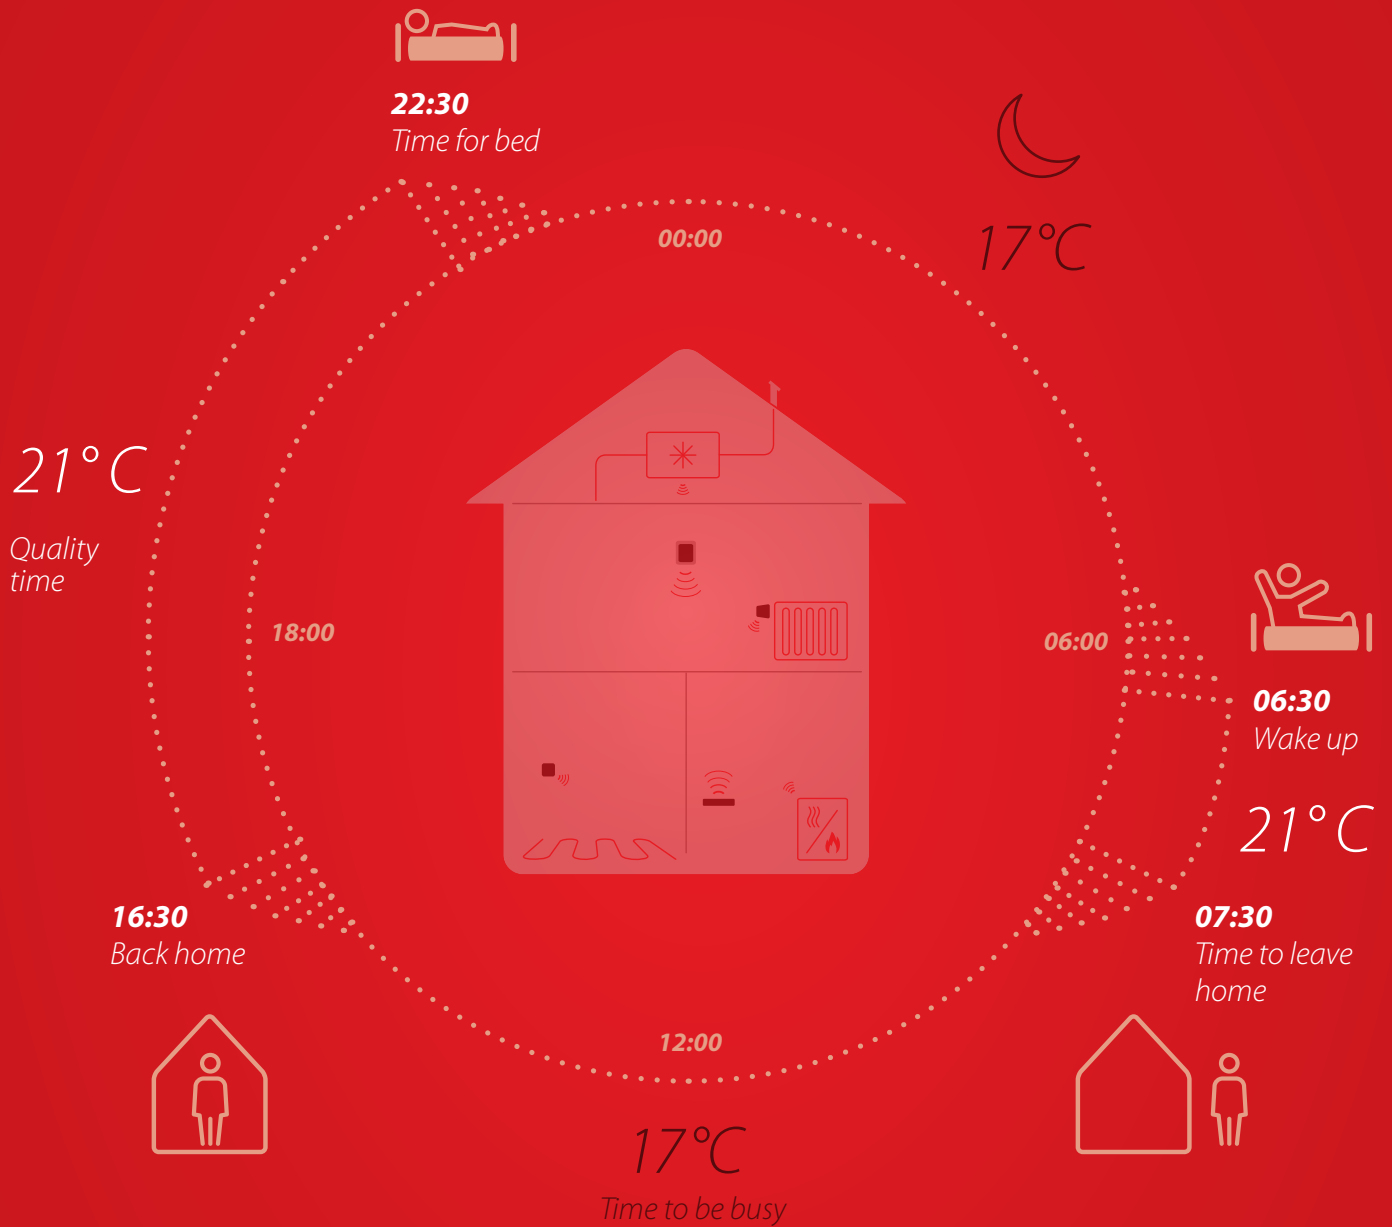 22:30
Time for bed
17°C
00:00
21°C
Quality
time
18:00
06:00
06:30
Wake up
21°C
16:30
Back home
07:30
Time to leave
home
12:00
17°C
Time to be busy